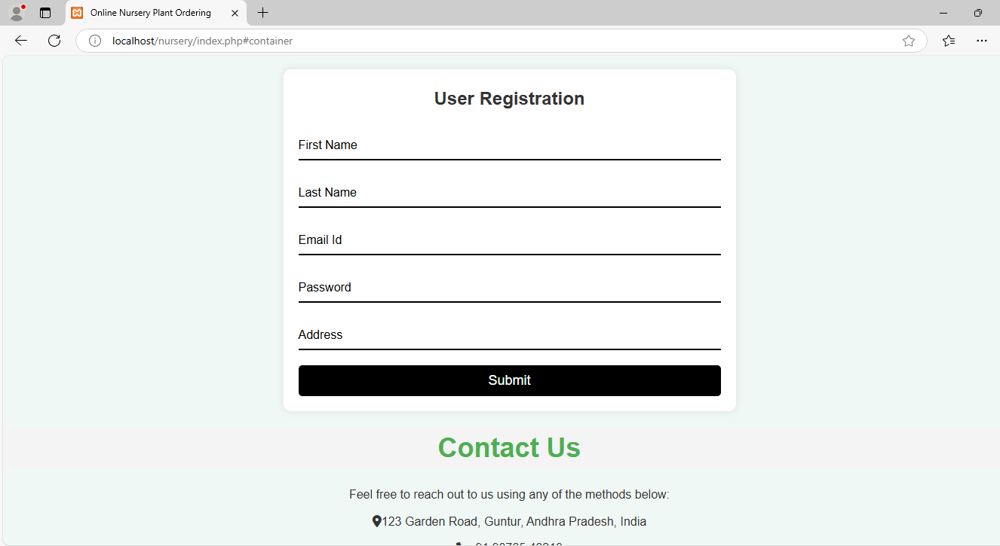 Online Nursery Plant Ordering
localhost/nursery/index.php#container
User Registration
First Name
Last Name
Email Id
Password
Address
Submit
Contact Us
Feel free to reach out to us using any of the methods below:
123 Garden Road, Guntur, Andhra Pradesh, India